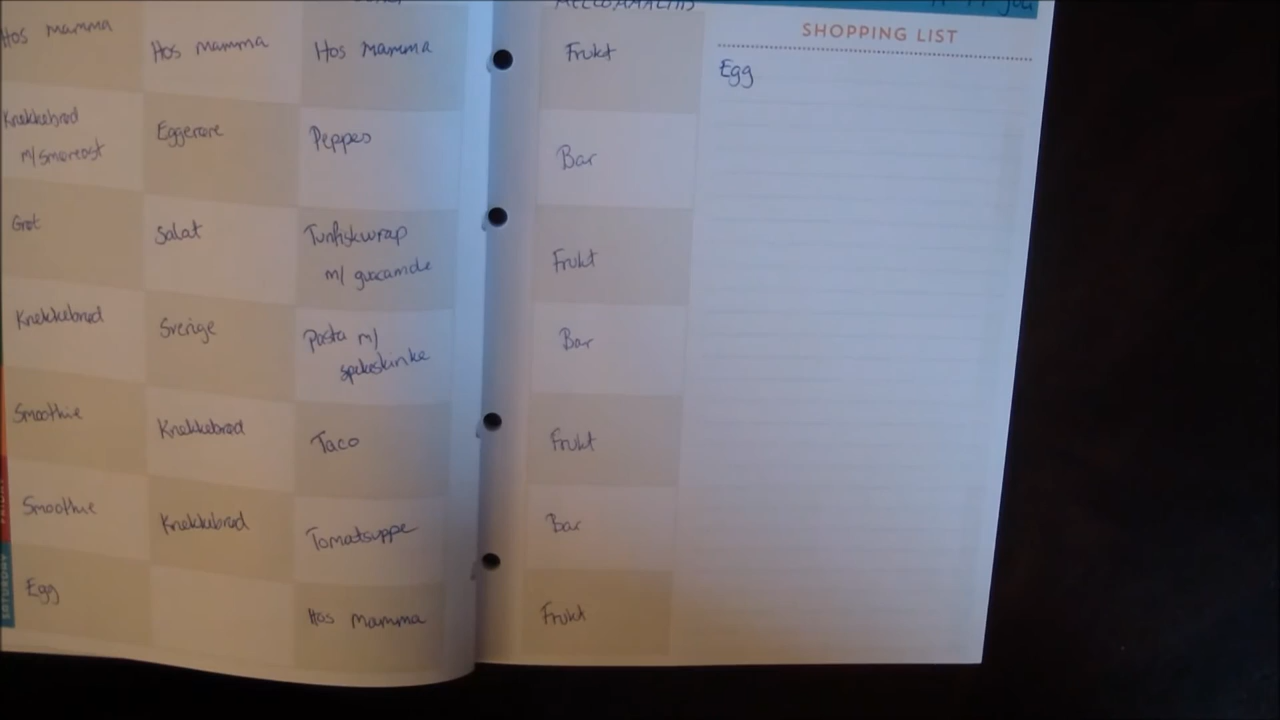 SHOPPING LIST
Egg
Hos mamma
Hos mamma
Hos mamma
Frukt
Knekkebrød
m/smøreost
Eggerøre
Peppes
Bar
Grøt
Salat
Tunfiskwrap
m/ guacamole
Frukt
Knekkebrød
Sverige
Pasta m/
spekeskinke
Bar
Smoothie
Knekkebrød
Taco
Frukt
Smoothie
Knekkebrød
Tomatsuppe
Bar
SATURDAY
Egg
Hos mamma
Frukt